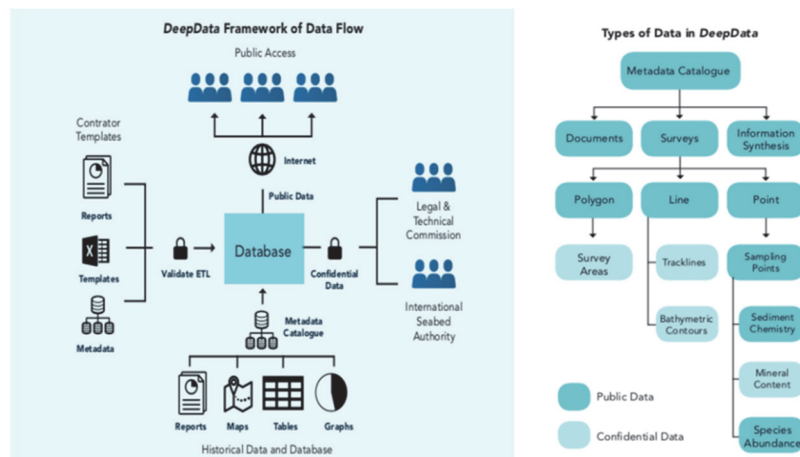 DeepData Framework of Data Flow
Public Access
Contrator
Templates
Reports
Templates
Metadata
Internet
Public Data
Validate ETL
Database
Confidential
Data
Legal &
Technical
Commission
International
Seabed
Authority
Metadata
Catalogue
Reports
Maps
Tables
Graphs
Historical Data and Database
Types of Data in DeepData
Metadata Catalogue
Documents
Surveys
Information
Synthesis
Polygon
Line
Point
Survey
Areas
Tracklines
Sampling
Points
Bathymetric
Contours
Sediment
Chemistry
Mineral
Content
Species
Abundance
Public Data
Confidential Data
X